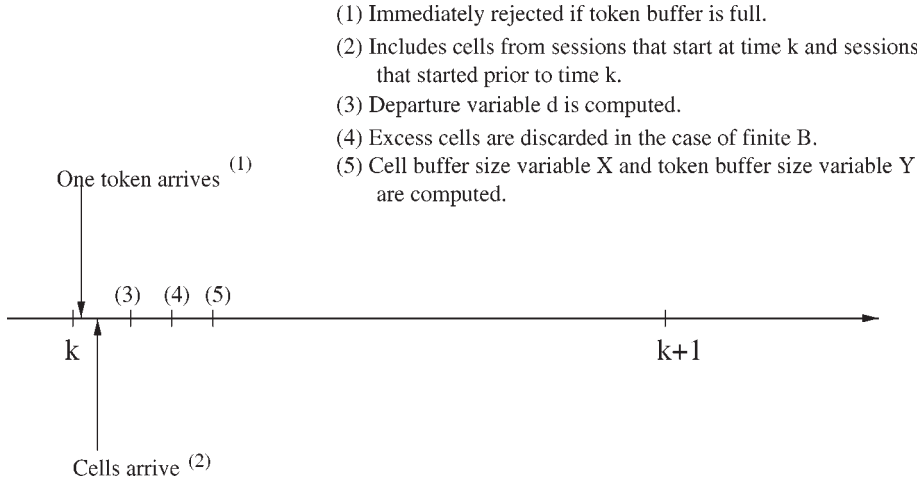 (1) Immediately rejected if token buffer is full.
(2) Includes cells from sessions that start at time k and sessions
that started prior to time k.
(3) Departure variable d is computed.
(4) Excess cells are discarded in the case of finite B.
(5) Cell buffer size variable X and token buffer size variable Y
are computed.
One token arrives (1)
(3) (4) (5)
k k+1
Cells arrive (2)